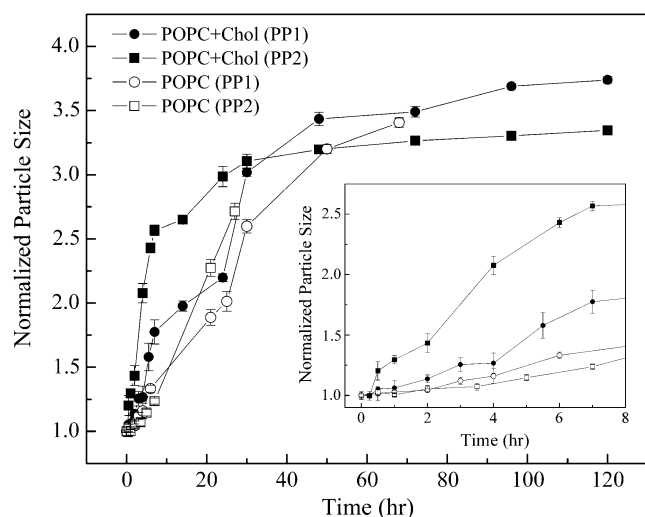 POPC+Chol (PP1)
POPC+Chol (PP2)
POPC (PP1)
POPC (PP2)
Normalized Particle Size
4.0
3.5
3.0
2.5
2.0
1.5
1.0
0 20 40 60 80 100 120
Time (hr)
Normalized Particle Size
2.5
2.0
1.5
1.0
0 2 4 6 8
Time (hr)